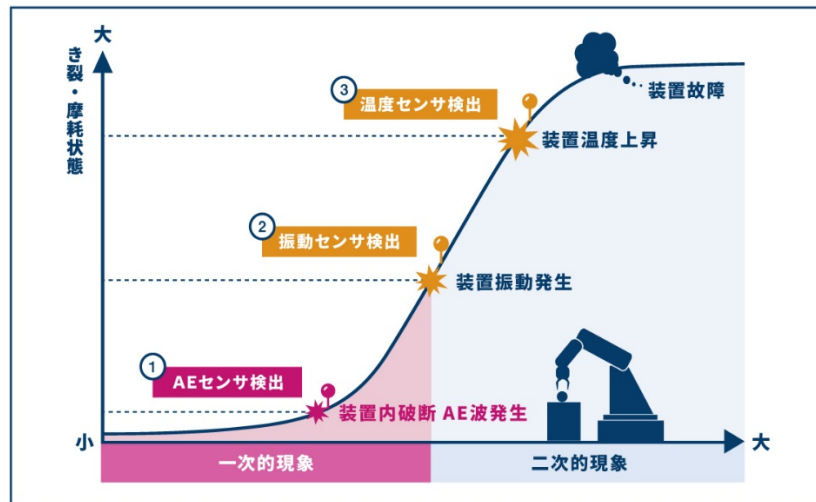 大
き裂・摩耗状態
3
温度センサ検出
装置故障
装置温度上昇
2
振動センサ検出
装置振動発生
1
AEセンサ検出
装置内破断 AE波発生
小
大
一次的現象
二次的現象